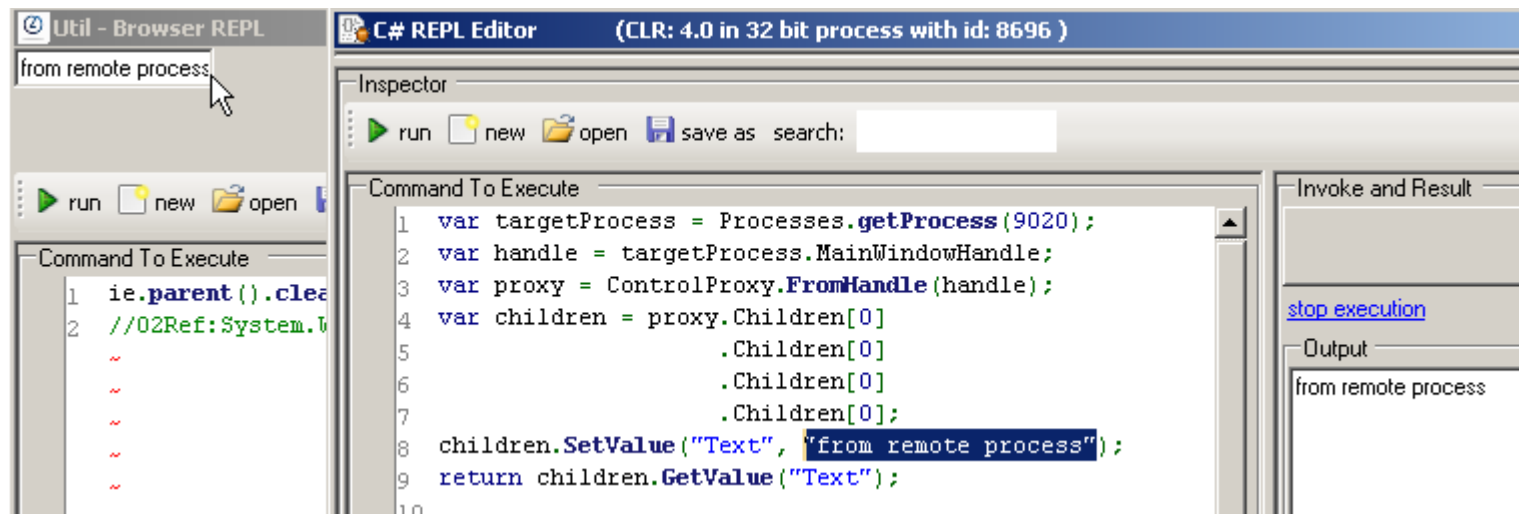 Util - Browser REPL
from remote process
run new open
Command To Execute
1 ie.parent().clea
2 //O2Ref:System.W
~
~
~
~
~
C# REPL Editor (CLR: 4.0 in 32 bit process with id: 8696 )
Inspector
run new open save as search:
Command To Execute
1 var targetProcess = Processes.getProcess(9020);
2 var handle = targetProcess.MainWindowHandle;
3 var proxy = ControlProxy.FromHandle(handle);
4 var children = proxy.Children[0]
5 .Children[0]
6 .Children[0]
7 .Children[0];
8 children.SetValue("Text", "from remote process");
9 return children.GetValue("Text");
10
Invoke and Result
stop execution
Output
from remote process